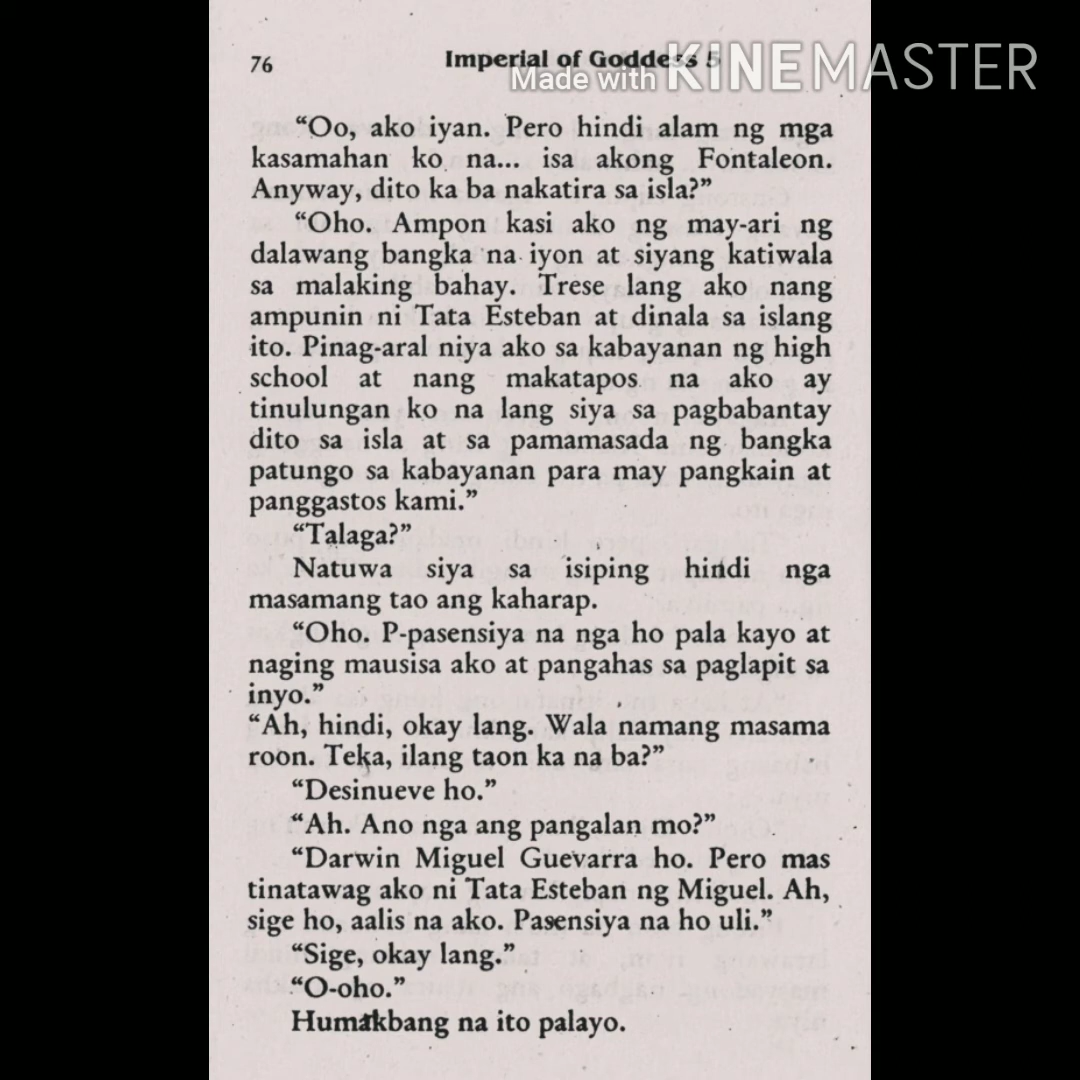 76
Imperial of Goddess 5
Made with KINEMASTER
“Oo, ako iyan. Pero hindi alam ng mga
kasamahan ko na... isa akong Fontaleon.
Anyway, dito ka ba nakatira sa isla?”
“Oho. Ampon kasi ako ng may-ari ng
dalawang bangka na iyon at siyang katiwala
sa malaking bahay. Trese lang ako nang
ampunin ni Tata Esteban at dinala sa islang
ito. Pinag-aral niya ako sa kabayanan ng high
school at nang makatapos na ako ay
tinulungan ko na lang siya sa pagbabantay
dito sa isla at sa pamamasada ng bangka
patungo sa kabayanan para may pangkain at
panggastos kami.”
“Talaga?”
Natuwa siya sa isiping hindi nga
masamang tao ang kaharap.
“Oho. P-pasensiya na nga ho pala kayo at
naging mausisa ako at pangahas sa paglapit sa
inyo.”
“Ah, hindi, okay lang. Wala namang masama
roon. Teka, ilang taon ka na ba?”
“Desinueve ho.”
“Ah. Ano nga ang pangalan mo?”
“Darwin Miguel Guevarra ho. Pero mas
tinatawag ako ni Tata Esteban ng Miguel. Ah,
sige ho, aalis na ako. Pasensiya na ho uli.”
“Sige, okay lang.”
“O-oho.”
Humakbang na ito palayo.